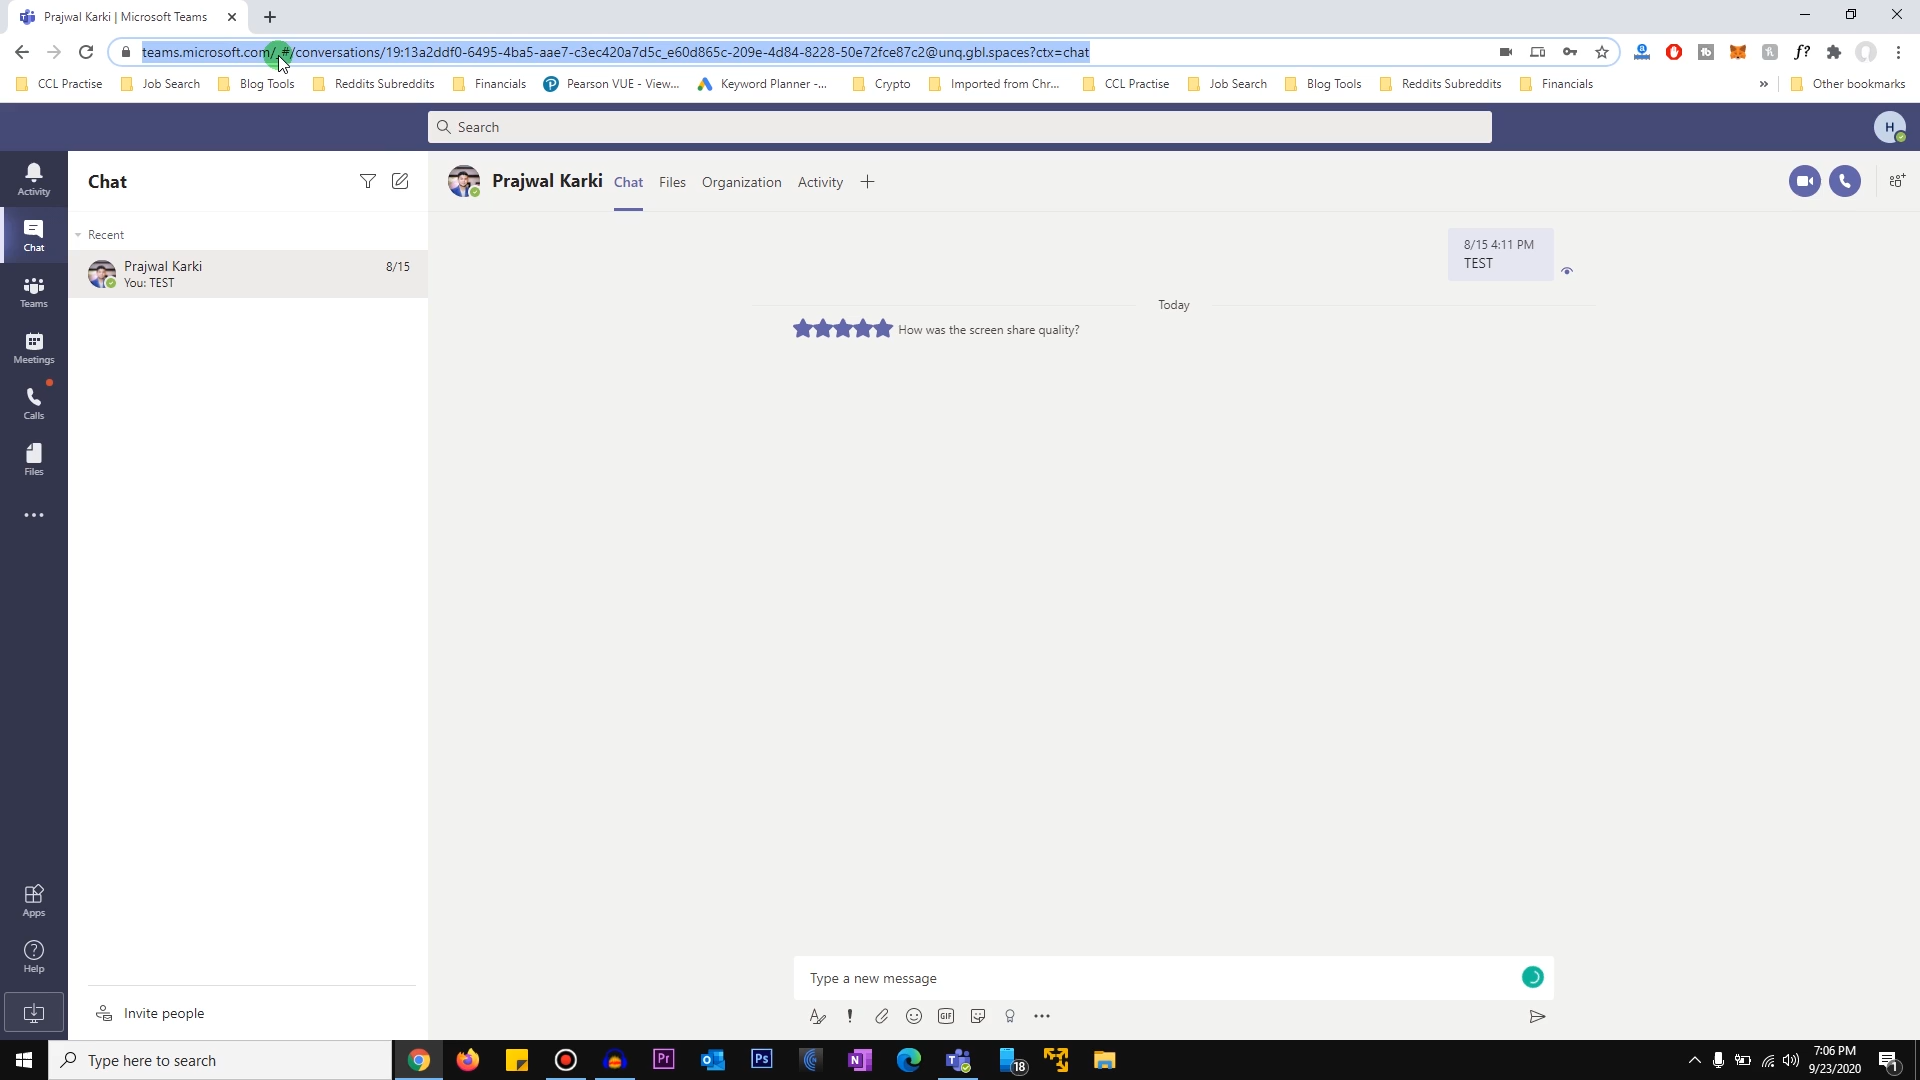 Prajwal Karki | Microsoft Teams
teams.microsoft.com/_#/conversations/19:13a2ddf0-6495-4ba5-aae7-c3ec420a7d5c_e60d865c-209e-4d84-8228-50e72fce87c2@unq.gbl.spaces?ctx=chat
CCL Practise Job Search Blog Tools Reddits Subreddits Financials Pearson VUE - View... Keyword Planner -... Crypto Imported from Chr... CCL Practise Job Search Blog Tools Reddits Subreddits Financials » Other bookmarks
Search
H
Activity
Chat
Teams
Meetings
Calls
Files
Apps
Help
Chat
Recent
Prajwal Karki 8/15
You: TEST
Invite people
Prajwal Karki Chat Files Organization Activity
8/15 4:11 PM
TEST
Today
How was the screen share quality?
Type a new message
GIF
Type here to search
Pr
Ps
N
T
18
7:06 PM
9/23/2020
1